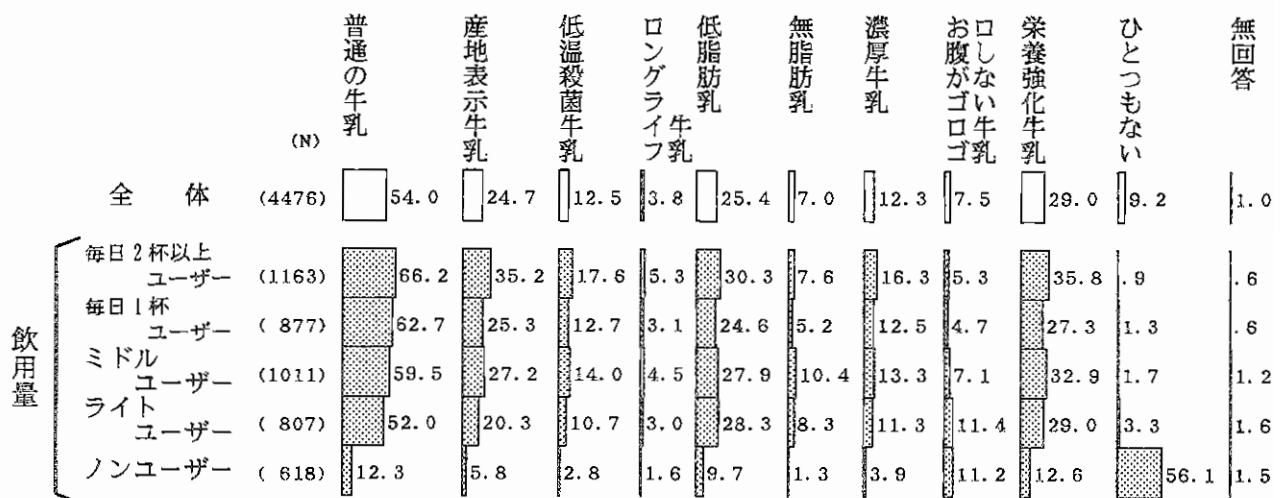 普通の牛乳
産地表示牛乳
低温殺菌牛乳
ロングライフ牛乳
低脂肪乳
無脂肪乳
濃厚牛乳
お腹がゴロゴロしない牛乳
栄養強化牛乳
ひとつもない
無回答
(N)
全体 (4476) 54.0 24.7 12.5 3.8 25.4 7.0 12.3 7.5 29.0 9.2 1.0
飲用量
毎日2杯以上
ユーザー (1163) 66.2 35.2 17.6 5.3 30.3 7.6 16.3 5.3 35.8 .9 .6
毎日1杯
ユーザー ( 877) 62.7 25.3 12.7 3.1 24.6 5.2 12.5 4.7 27.3 1.3 .6
ミドル
ユーザー (1011) 59.5 27.2 14.0 4.5 27.9 10.4 13.3 7.1 32.9 1.7 1.2
ライト
ユーザー ( 807) 52.0 20.3 10.7 3.0 28.3 8.3 11.3 11.4 29.0 3.3 1.6
ノンユーザー ( 618) 12.3 5.8 2.8 1.6 9.7 1.3 3.9 11.2 12.6 56.1 1.5